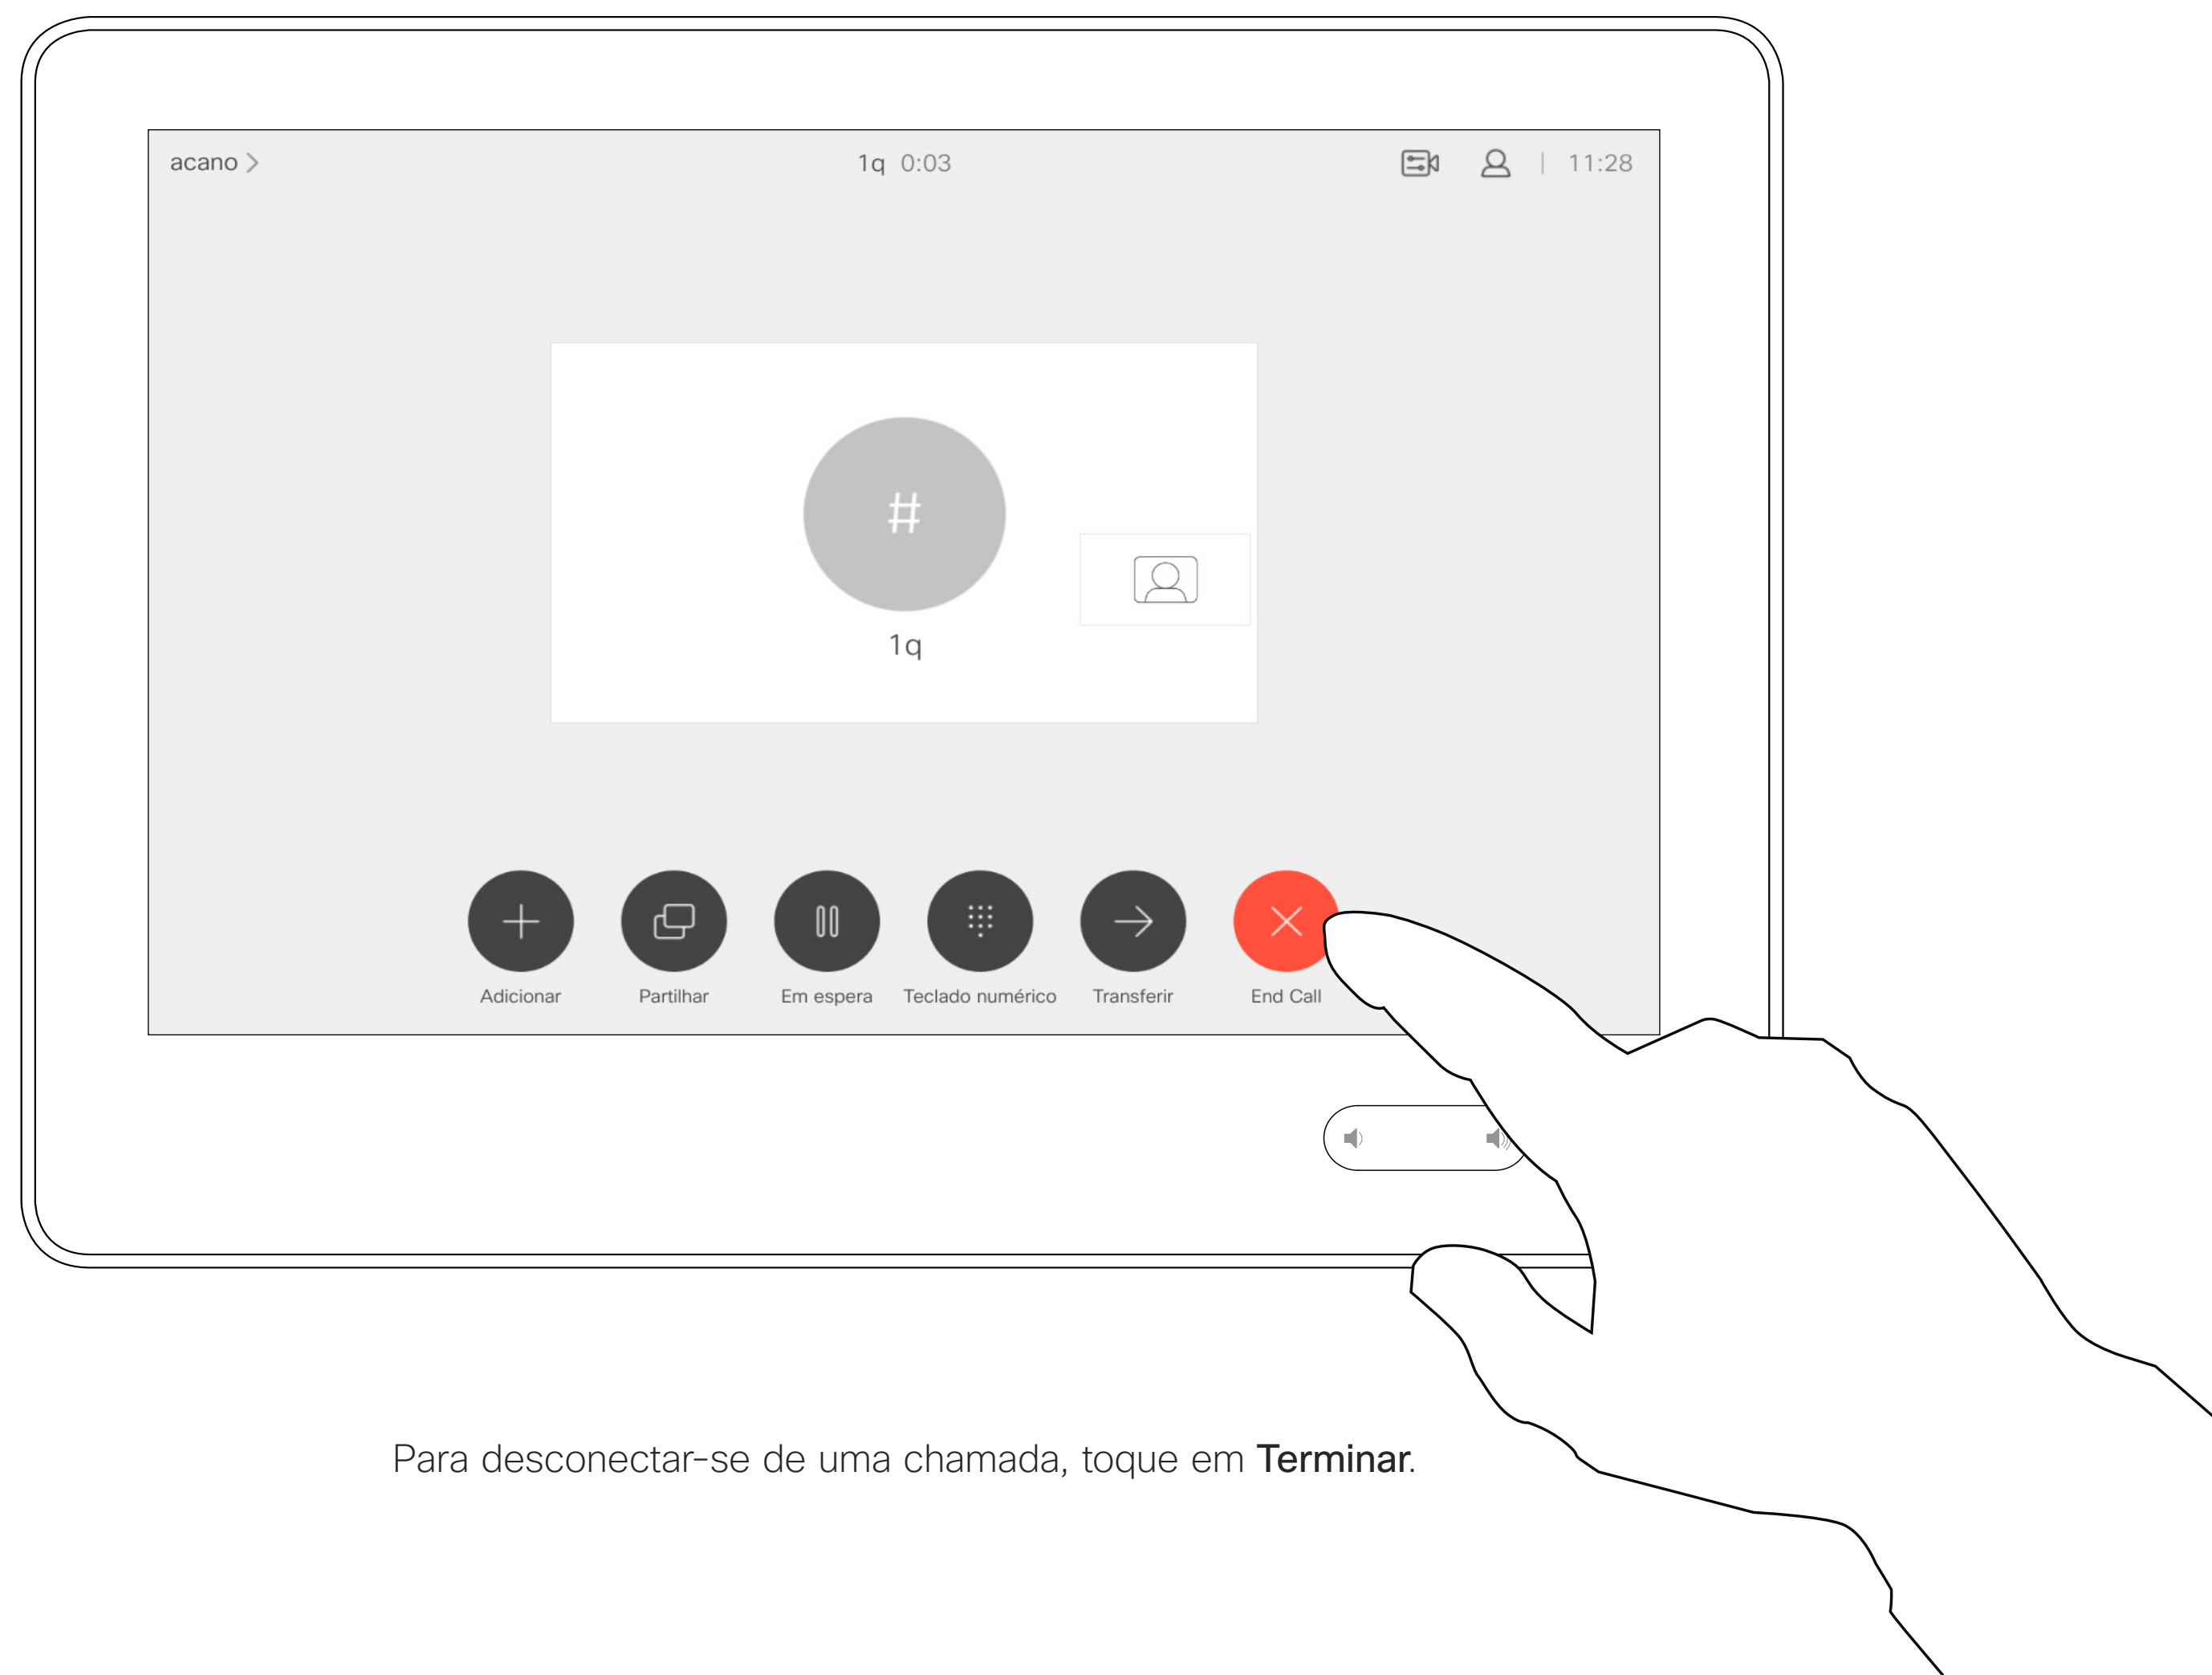 acano
1q 0:03
11:28
#
1q
Adicionar
Partilhar
Em espera
Teclado numérico
Transferir
End Call
Para desconectar-se de uma chamada, toque em Terminar.